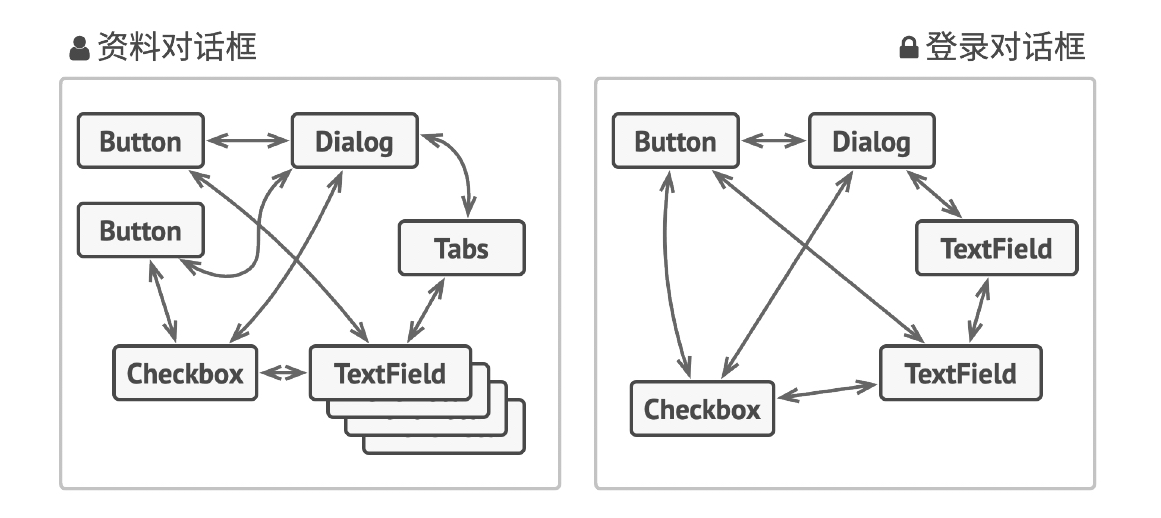 资料对话框
登录对话框
Button
Dialog
Button
Tabs
Checkbox
TextField
Button
Dialog
TextField
TextField
Checkbox